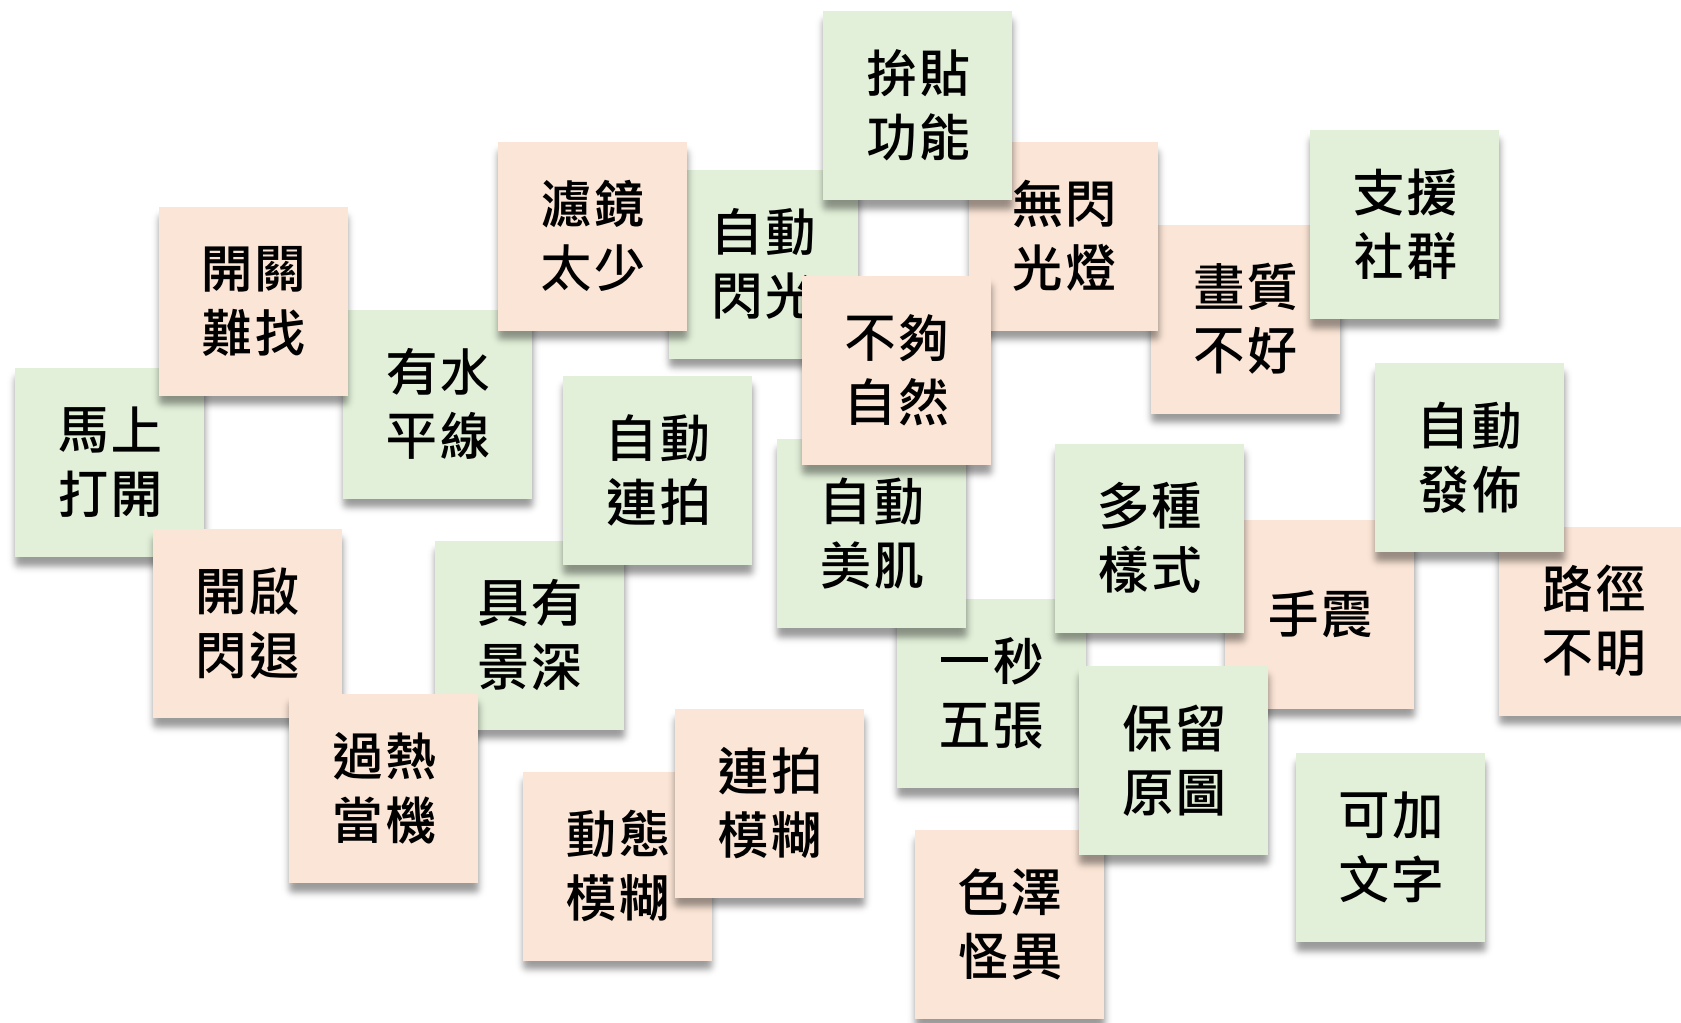 拚貼
功能
濾鏡
太少
自動
閃光
無閃
光燈
支援
社群
開關
難找
畫質
不好
不夠
自然
有水
平線
馬上
打開
自動
連拍
自動
發佈
自動
美肌
多種
樣式
開啟
閃退
具有
景深
手震
路徑
不明
一秒
五張
保留
原圖
過熱
當機
連拍
模糊
動態
模糊
可加
文字
色澤
怪異